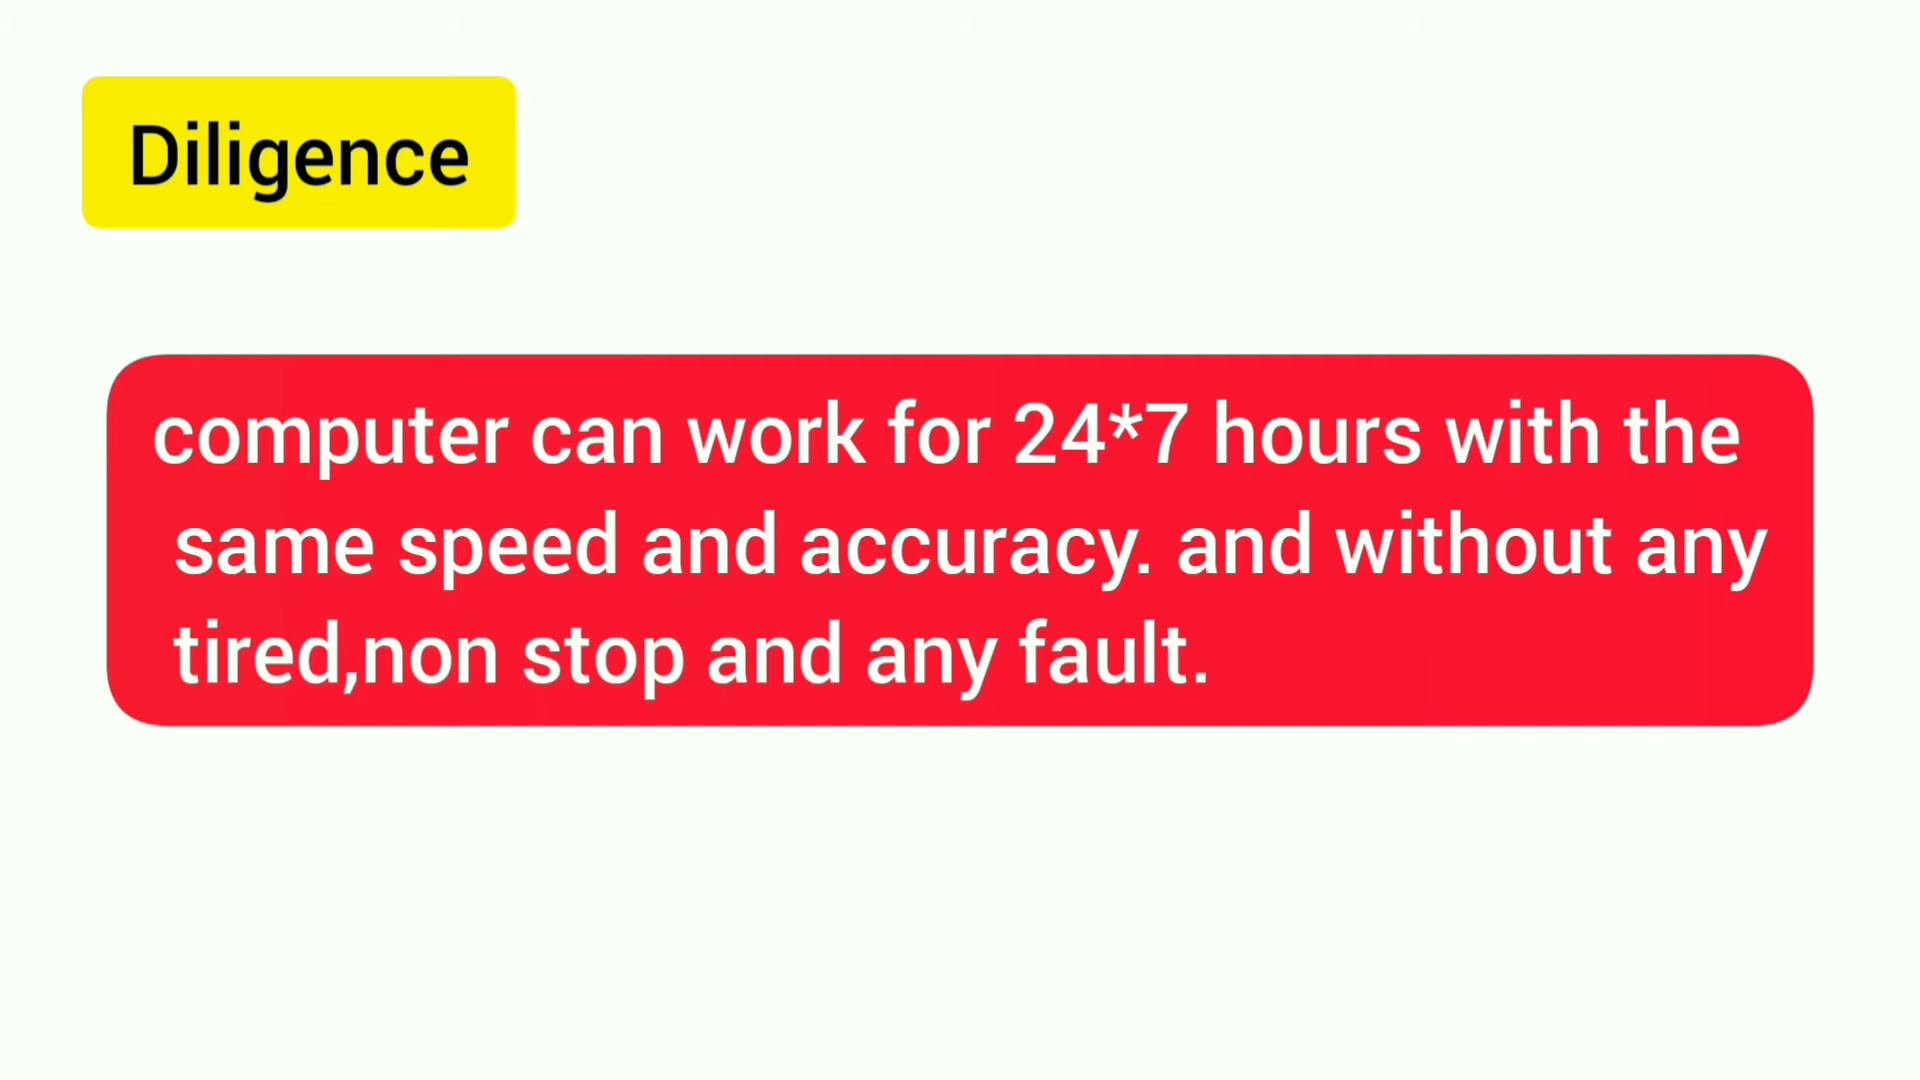 Diligence
computer can work for 24*7 hours with the
same speed and accuracy. and without any
tired,non stop and any fault.